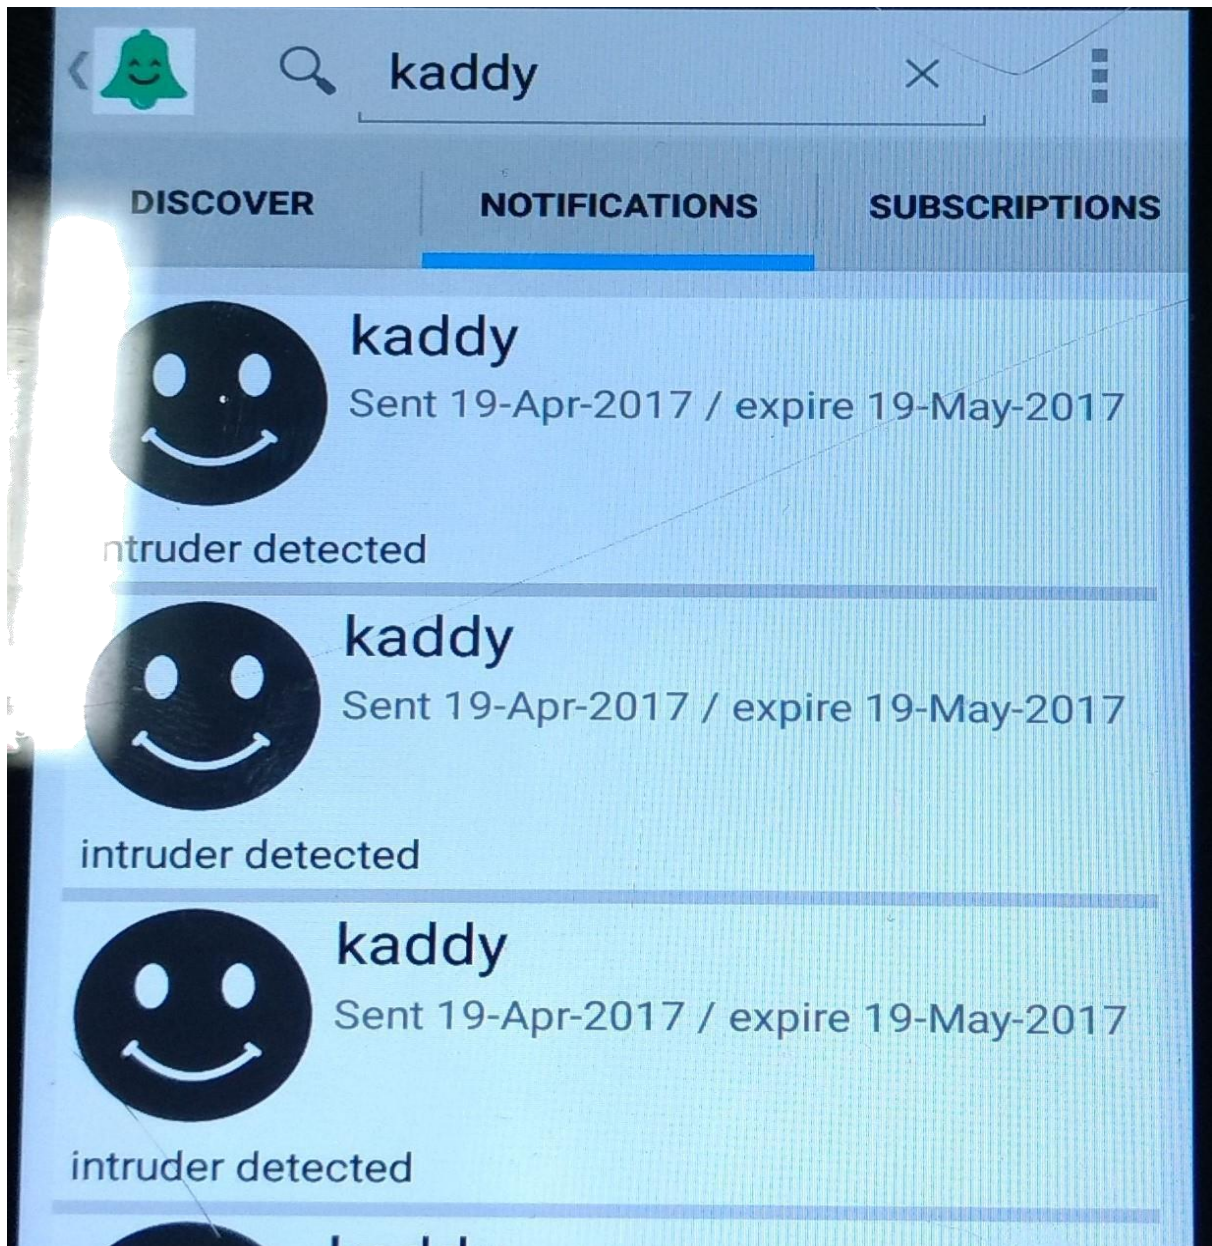 kaddy
DISCOVER NOTIFICATIONS SUBSCRIPTIONS
kaddy
Sent 19-Apr-2017 / expire 19-May-2017
ntruder detected
kaddy
Sent 19-Apr-2017 / expire 19-May-2017
intruder detected
kaddy
Sent 19-Apr-2017 / expire 19-May-2017
intruder detected